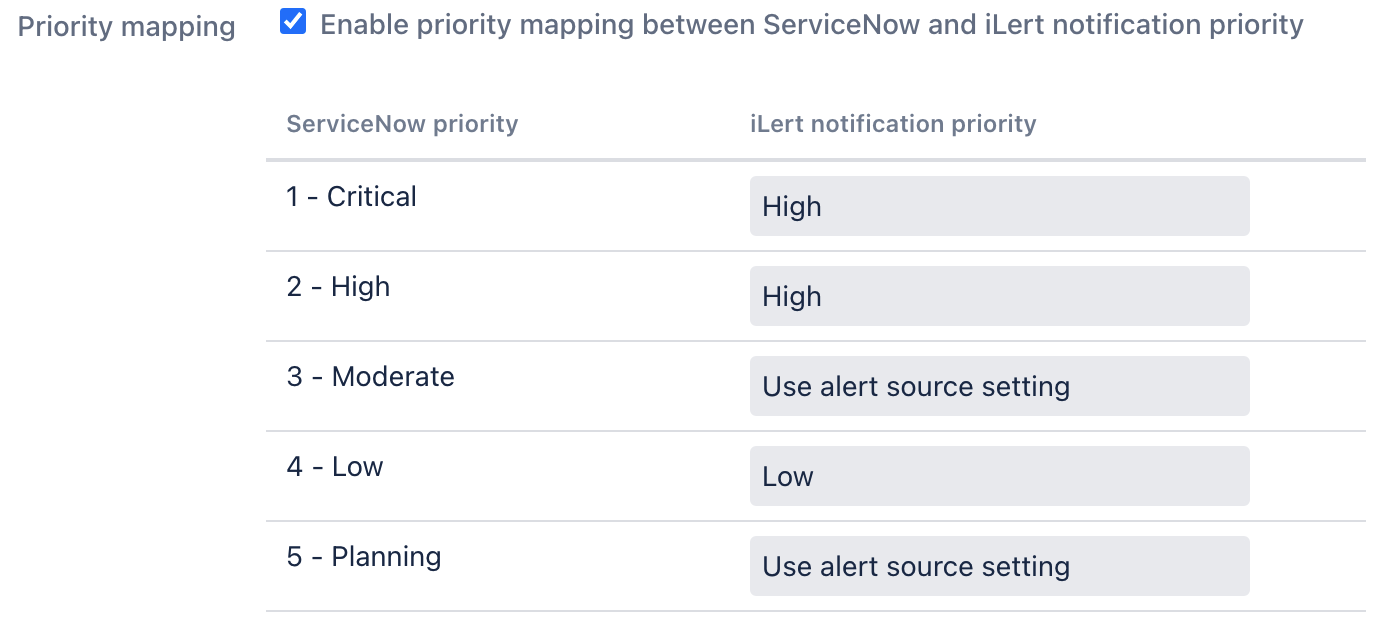 Priority mapping
Enable priority mapping between ServiceNow and iLert notification priority
ServiceNow priority
iLert notification priority
1 - Critical
High
2 - High
High
3 - Moderate
Use alert source setting
4 - Low
Low
5 - Planning
Use alert source setting